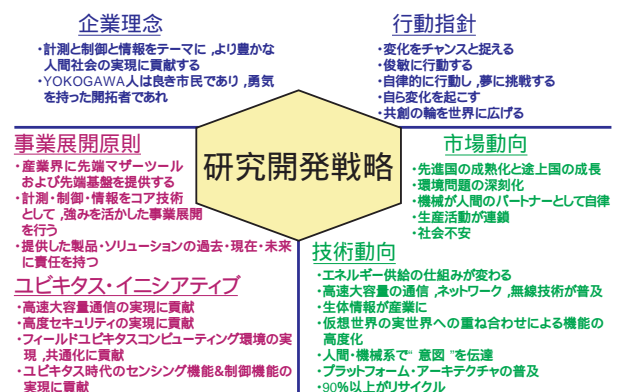 企業理念
・計測と制御と情報をテーマに,より豊かな
人間社会の実現に貢献する
・YOKOGAWA人は良き市民であり,勇気
を持った開拓者であれ
行動指針
・変化をチャンスと捉える
・俊敏に行動する
・自律的に行動し,夢に挑戦する
・自ら変化を起こす
・共創の輪を世界に広げる
研究開発戦略
事業展開原則
・産業界に先端マザーツール
および先端基盤を提供する
・計測・制御・情報をコア技術
として,強みを活かした事業展開
を行う
・提供した製品・ソリューションの過去・現在・未来
に責任を持つ
ユビキタス・イニシアティブ
・高速大容量通信の実現に貢献
・高度セキュリティの実現に貢献
・フィールドユビキタスコンピューティング環境の実
現,共通化に貢献
・ユビキタス時代のセンシング機能&制御機能の
実現に貢献
市場動向
・先進国の成熟化と途上国の成長
・環境問題の深刻化
・機械が人間のパートナーとして自律
・生産活動が連鎖
・社会不安
技術動向
・エネルギー供給の仕組みが変わる
・高速大容量の通信,ネットワーク,無線技術が普及
・生体情報が産業に
・仮想世界の実世界への重ね合わせによる機能の
高度化
・人間・機械系で“意図”を伝達
・プラットフォーム・アーキテクチャの普及
・90%以上がリサイクル